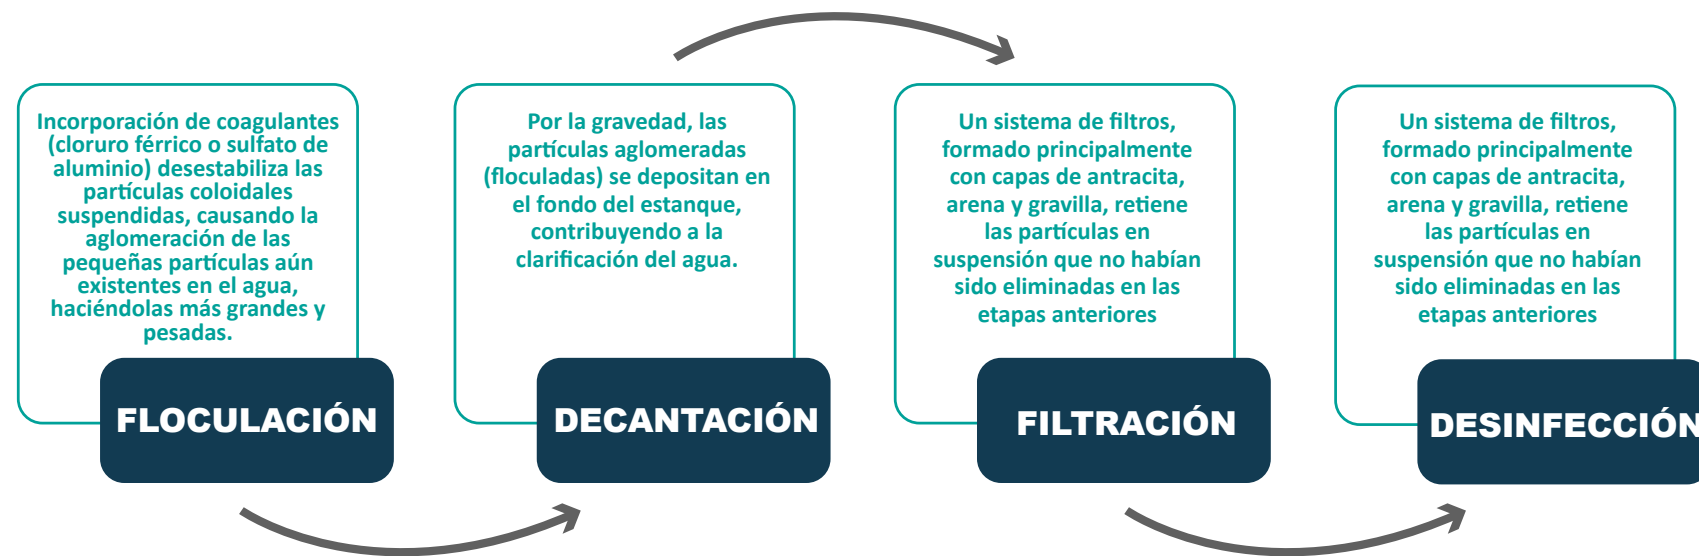 Incorporación de coagulantes
(cloruro férrico o sulfato de
aluminio) desestabiliza las
partículas coloidales
suspendidas, causando la
aglomeración de las
pequeñas partículas aún
existentes en el agua,
haciéndolas más grandes y
pesadas.
FLOCULACIÓN
Por la gravedad, las
partículas aglomeradas
(floculadas) se depositan en
el fondo del estanque,
contribuyendo a la
clarificación del agua.
DECANTACIÓN
Un sistema de filtros,
formado principalmente
con capas de antracita,
arena y gravilla, retiene
las partículas en
suspensión que no habían
sido eliminadas en las
etapas anteriores
FILTRACIÓN
Un sistema de filtros,
formado principalmente
con capas de antracita,
arena y gravilla, retiene
las partículas en
suspensión que no habían
sido eliminadas en las
etapas anteriores
DESINFECCIÓN